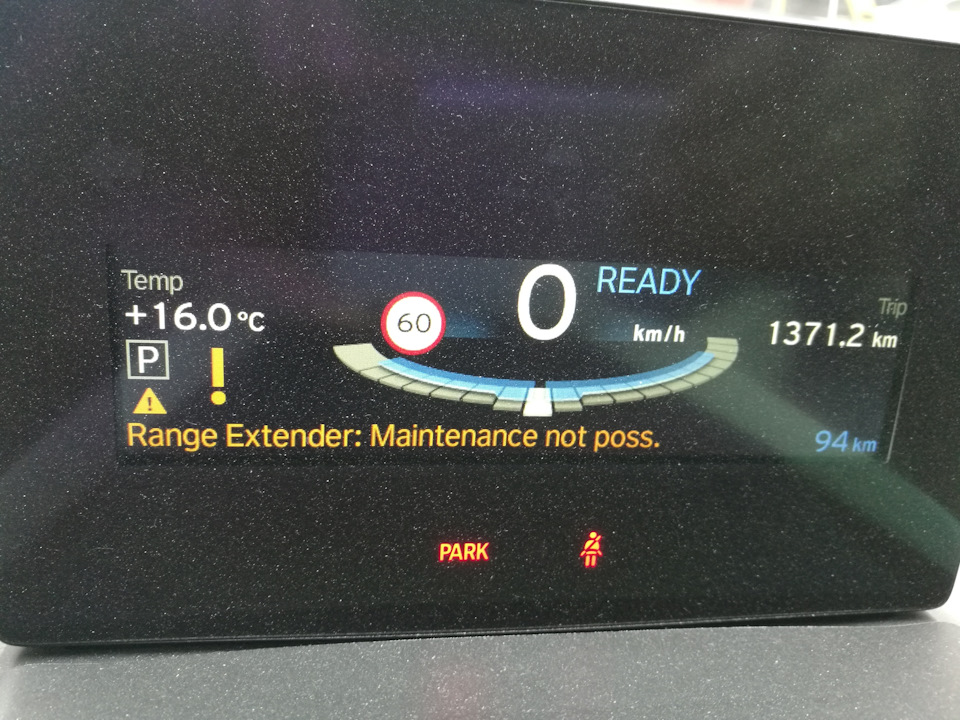 Temp
+16.0 °C
60
0
READY
km/h
Trip
1371.2 km
P
!
!
Range Extender: Maintenance not poss.
94 km
PARK